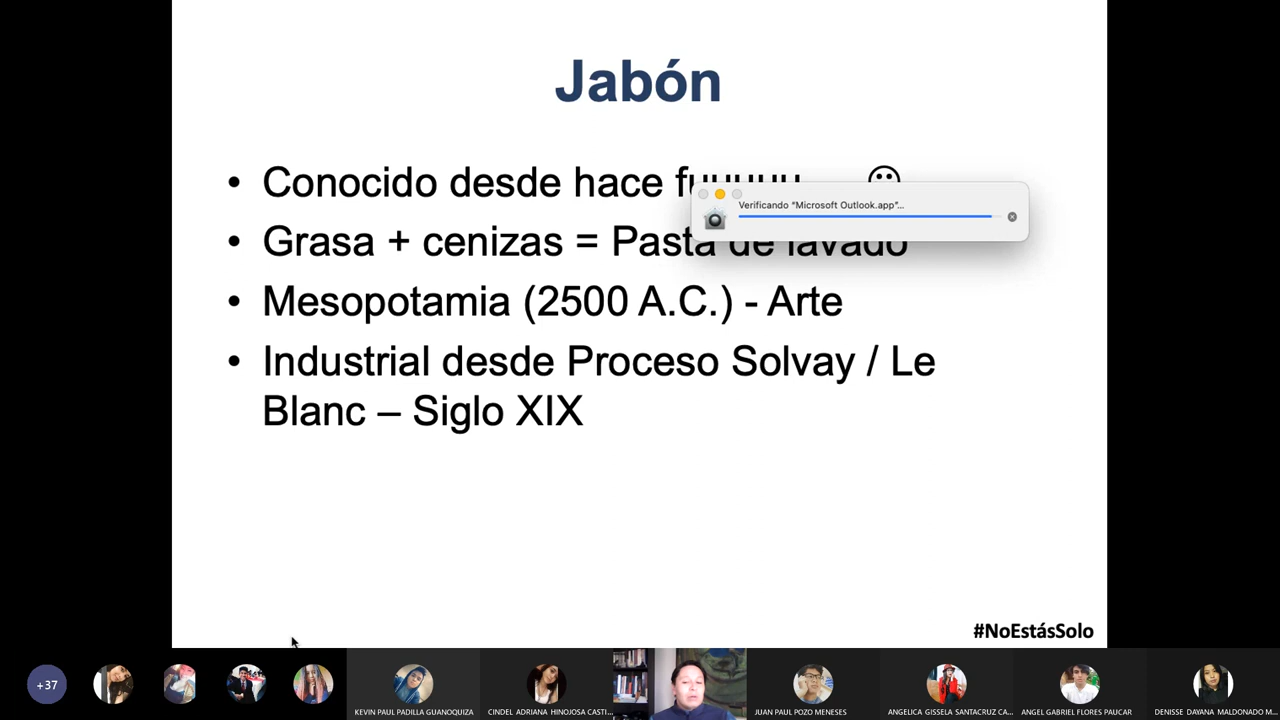 Jabón
• Conocido desde hace fuuuuu
Verificando “Microsoft Outlook.app”...
• Grasa + cenizas = Pasta de lavado
• Mesopotamia (2500 A.C.) - Arte
• Industrial desde Proceso Solvay / Le
Blanc – Siglo XIX
#NoEstásSolo
+37
KEVIN PAUL PADILLA GUANOQUIZA
CINDEL ADRIANA HINOJOSA CASTI...
JUAN PAUL POZO MENESES
ANGELICA GISSELA SANTACRUZ CA...
ANGEL GABRIEL FLORES PAUCAR
DENISSE DAYANA MALDONADO M...